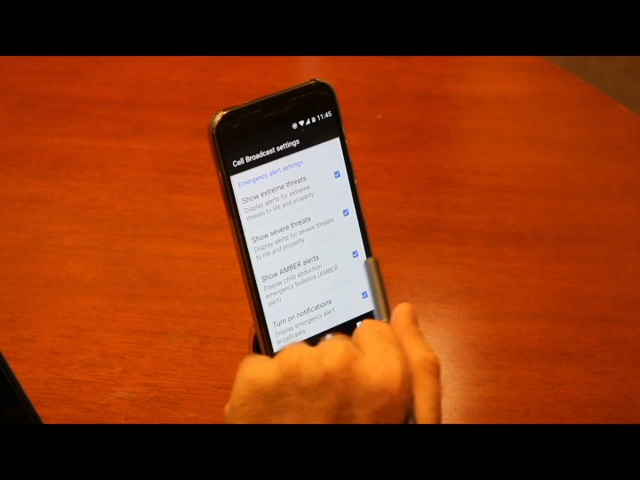 11:45
Cell Broadcast settings
Emergency alert settings
Show extreme threats
Display alerts for extreme
threats to life and property
Show severe threats
Display alerts for severe threats
to life and property
Show AMBER alerts
Display child abduction
emergency bulletins (AMBER
alert)
Turn on notifications
Display emergency alert
broadcasts